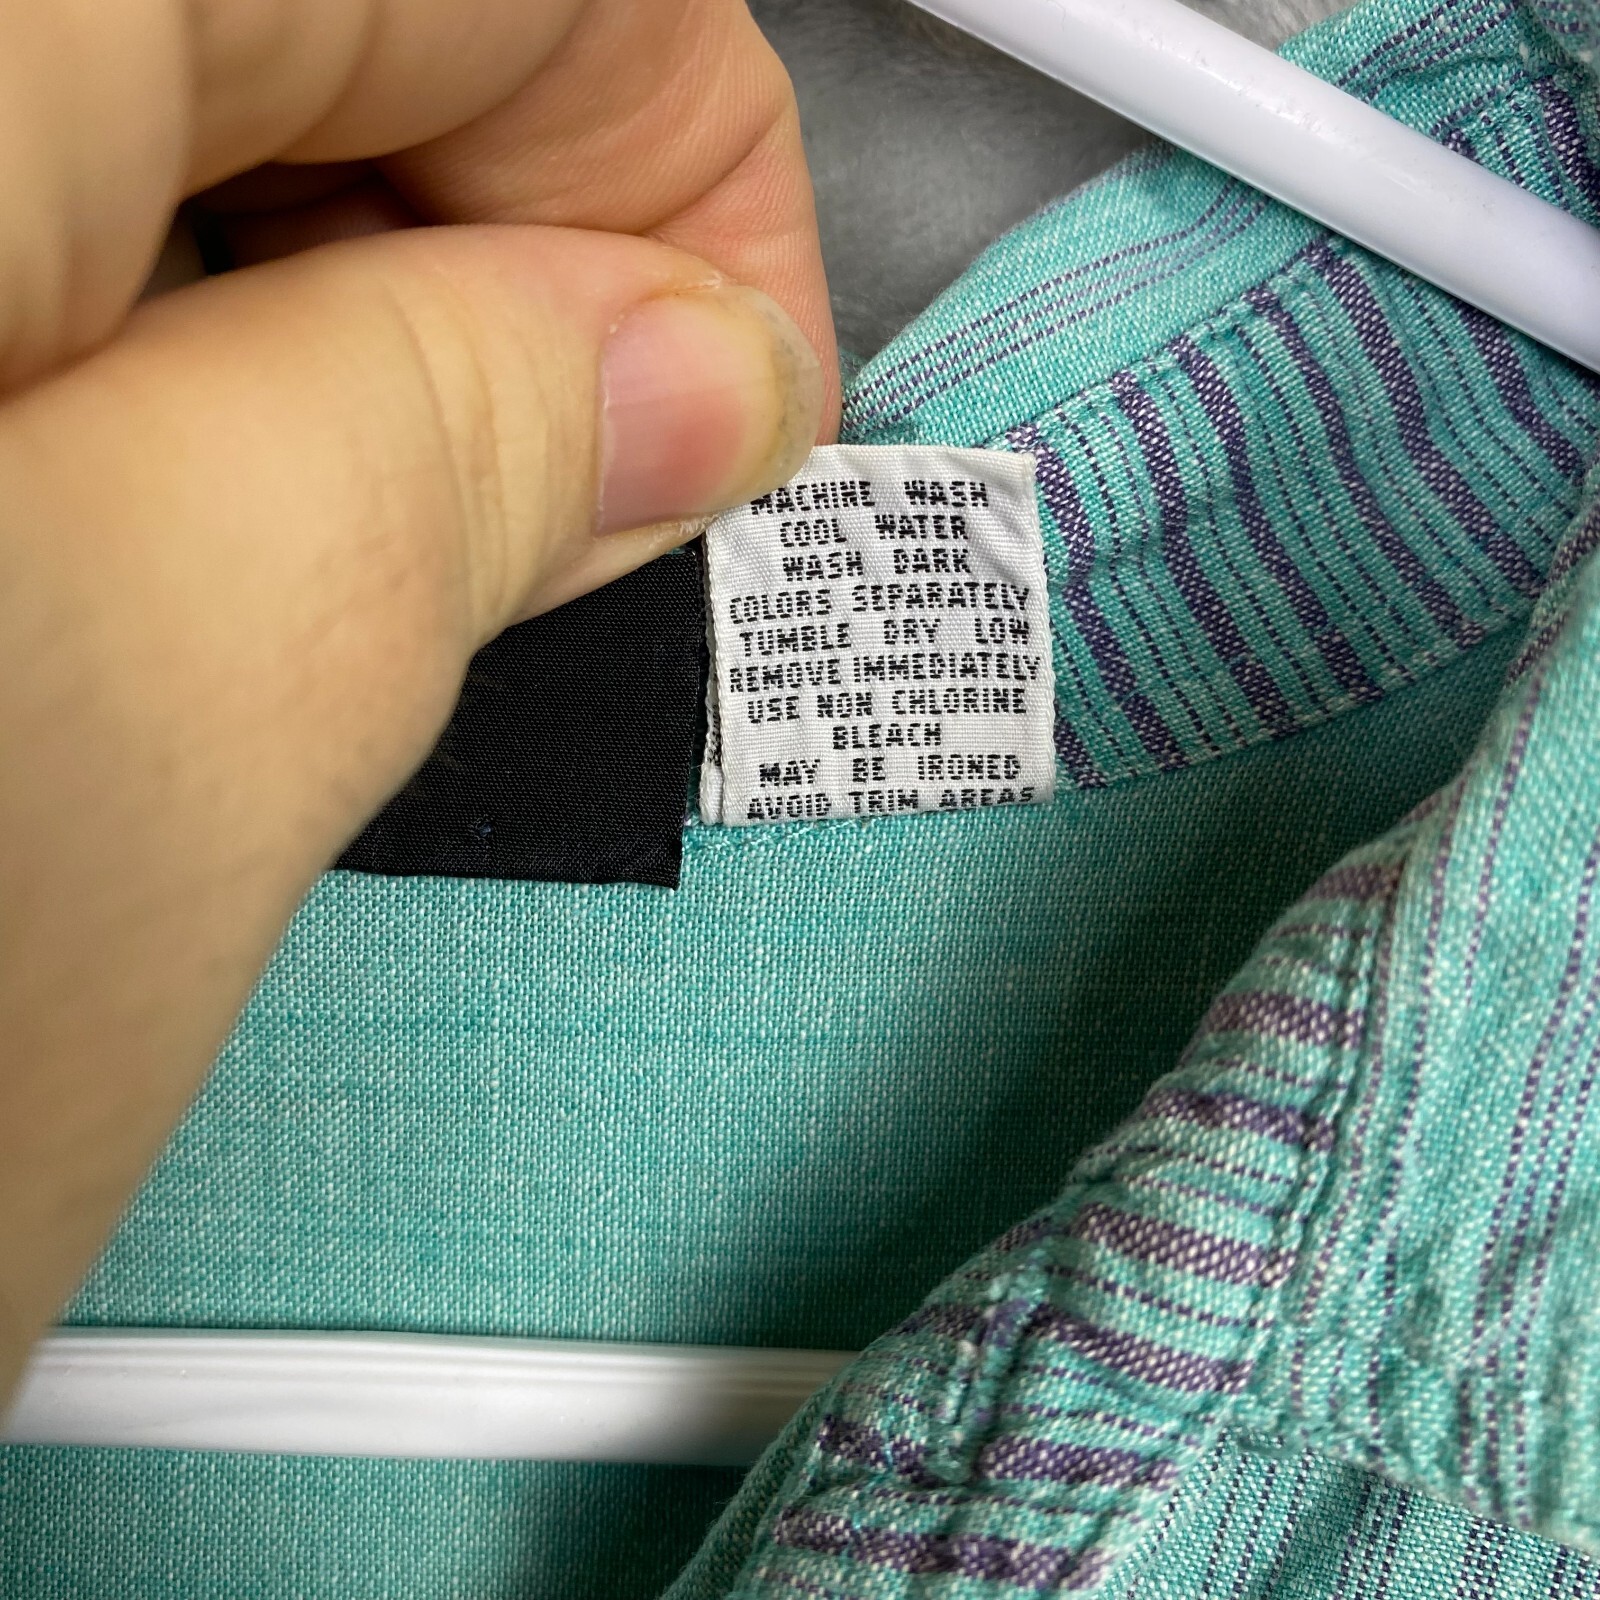 MACHINE WASH
COOL WATER
WASH DARK
COLORS SEPARATELY
TUMBLE DRY LOW
REMOVE IMMEDIATELY
USE NON CHLORINE
BLEACH
MAY BE IRONED
AVOID TRIM AREAS